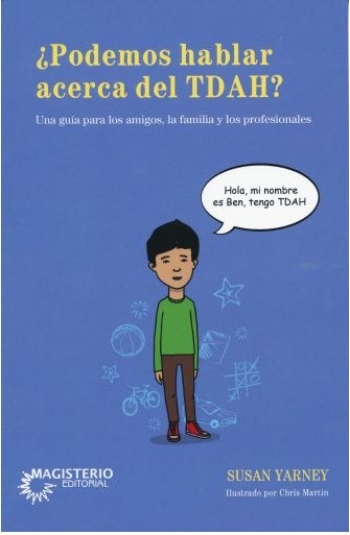 ¿Podemos hablar
acerca del TDAH?
Una guía para los amigos, la familia y los profesionales
Hola, mi nombre
es Ben, tengo TDAH
MAGISTERIO
EDITORIAL
SUSAN YARNEY
Ilustrado por Chris Martin